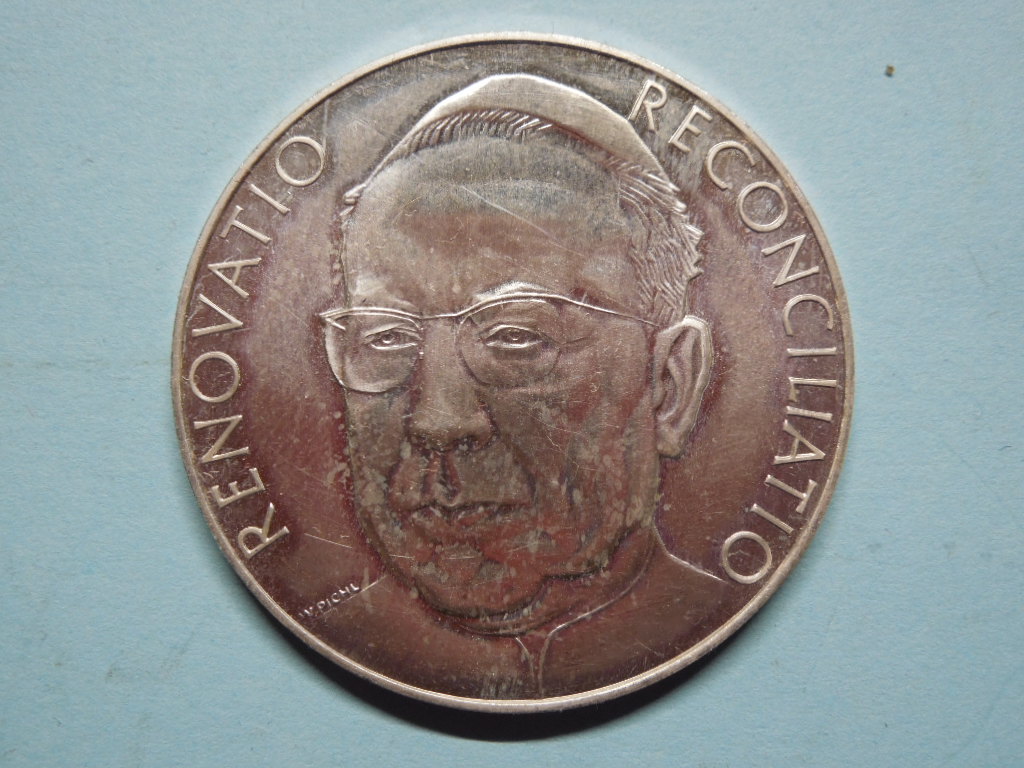 RENOVATIO RECONCILIATIO
W.PICHL